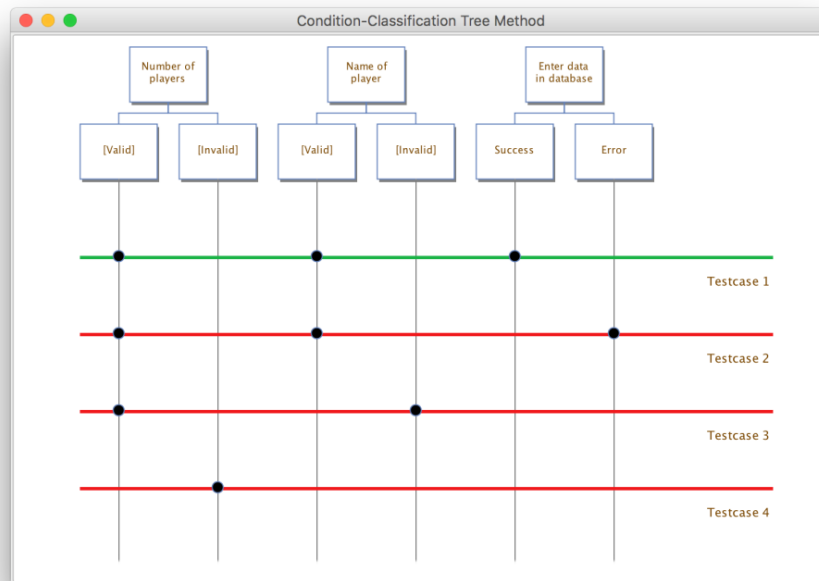 Condition-Classification Tree Method
Number of
players
Name of
player
Enter data
in database
[Valid]
[Invalid]
[Valid]
[Invalid]
Success
Error
Testcase 1
Testcase 2
Testcase 3
Testcase 4